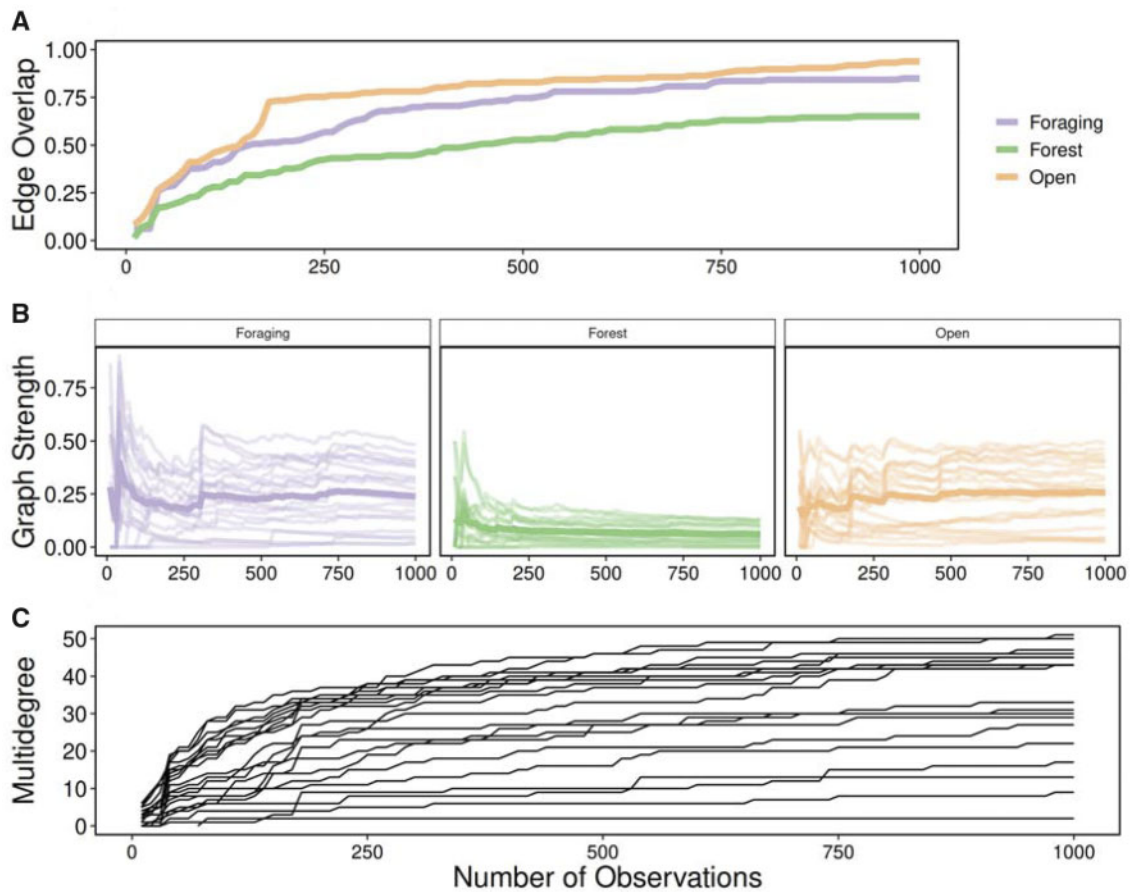 A
Edge Overlap
1.00
0.75
0.50
0.25
0.00
0 250 500 750 1000
Foraging
Forest
Open
B
Foraging Forest Open
Graph Strength
0.75
0.50
0.25
0.00
0 250 500 750 1000 0 250 500 750 1000 0 250 500 750 1000
C
Multidegree
50
40
30
20
10
0
0 250 500 750 1000
Number of Observations